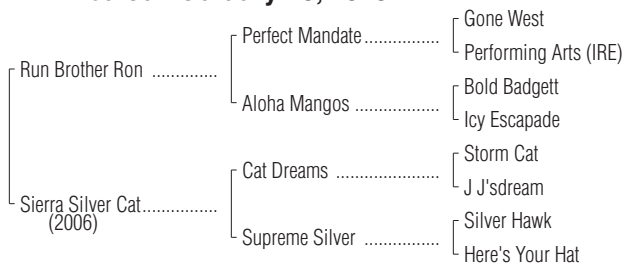 Gone West
Perfect Mandate ...............
Performing Arts (IRE)
Run Brother Ron .............
Bold Badgett
Aloha Mangos .................
Icy Escapade
Storm Cat
Cat Dreams ...................
J J'sdream
Sierra Silver Cat...............
(2006)
Silver Hawk
Supreme Silver ...............
Here's Your Hat